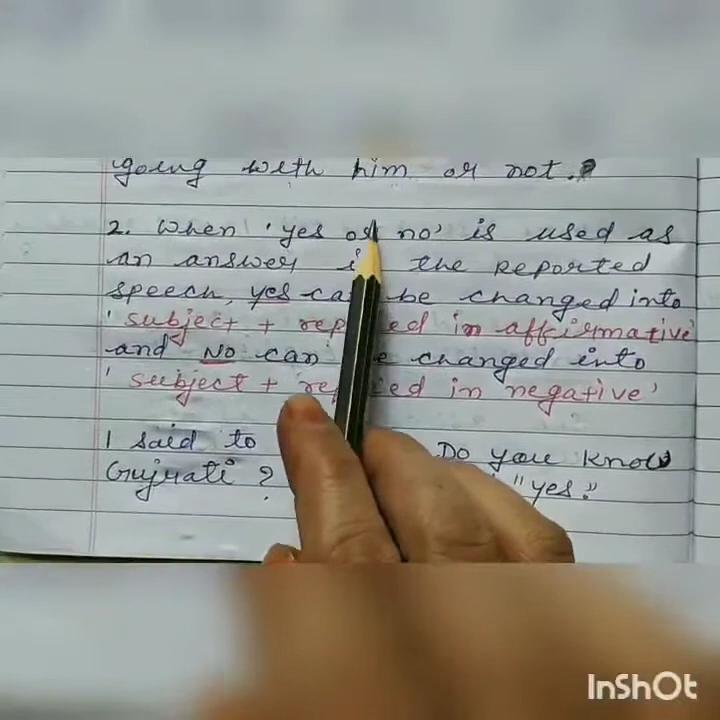 going with him or not.
2. When 'yes or no' is used as
an answer the reported
speech, yes be changed into
'subject + replied in affirmative'
and No can changed into
'subject + replied in negative'
I said to Do you know
Gujrati? "yes."
InShOt